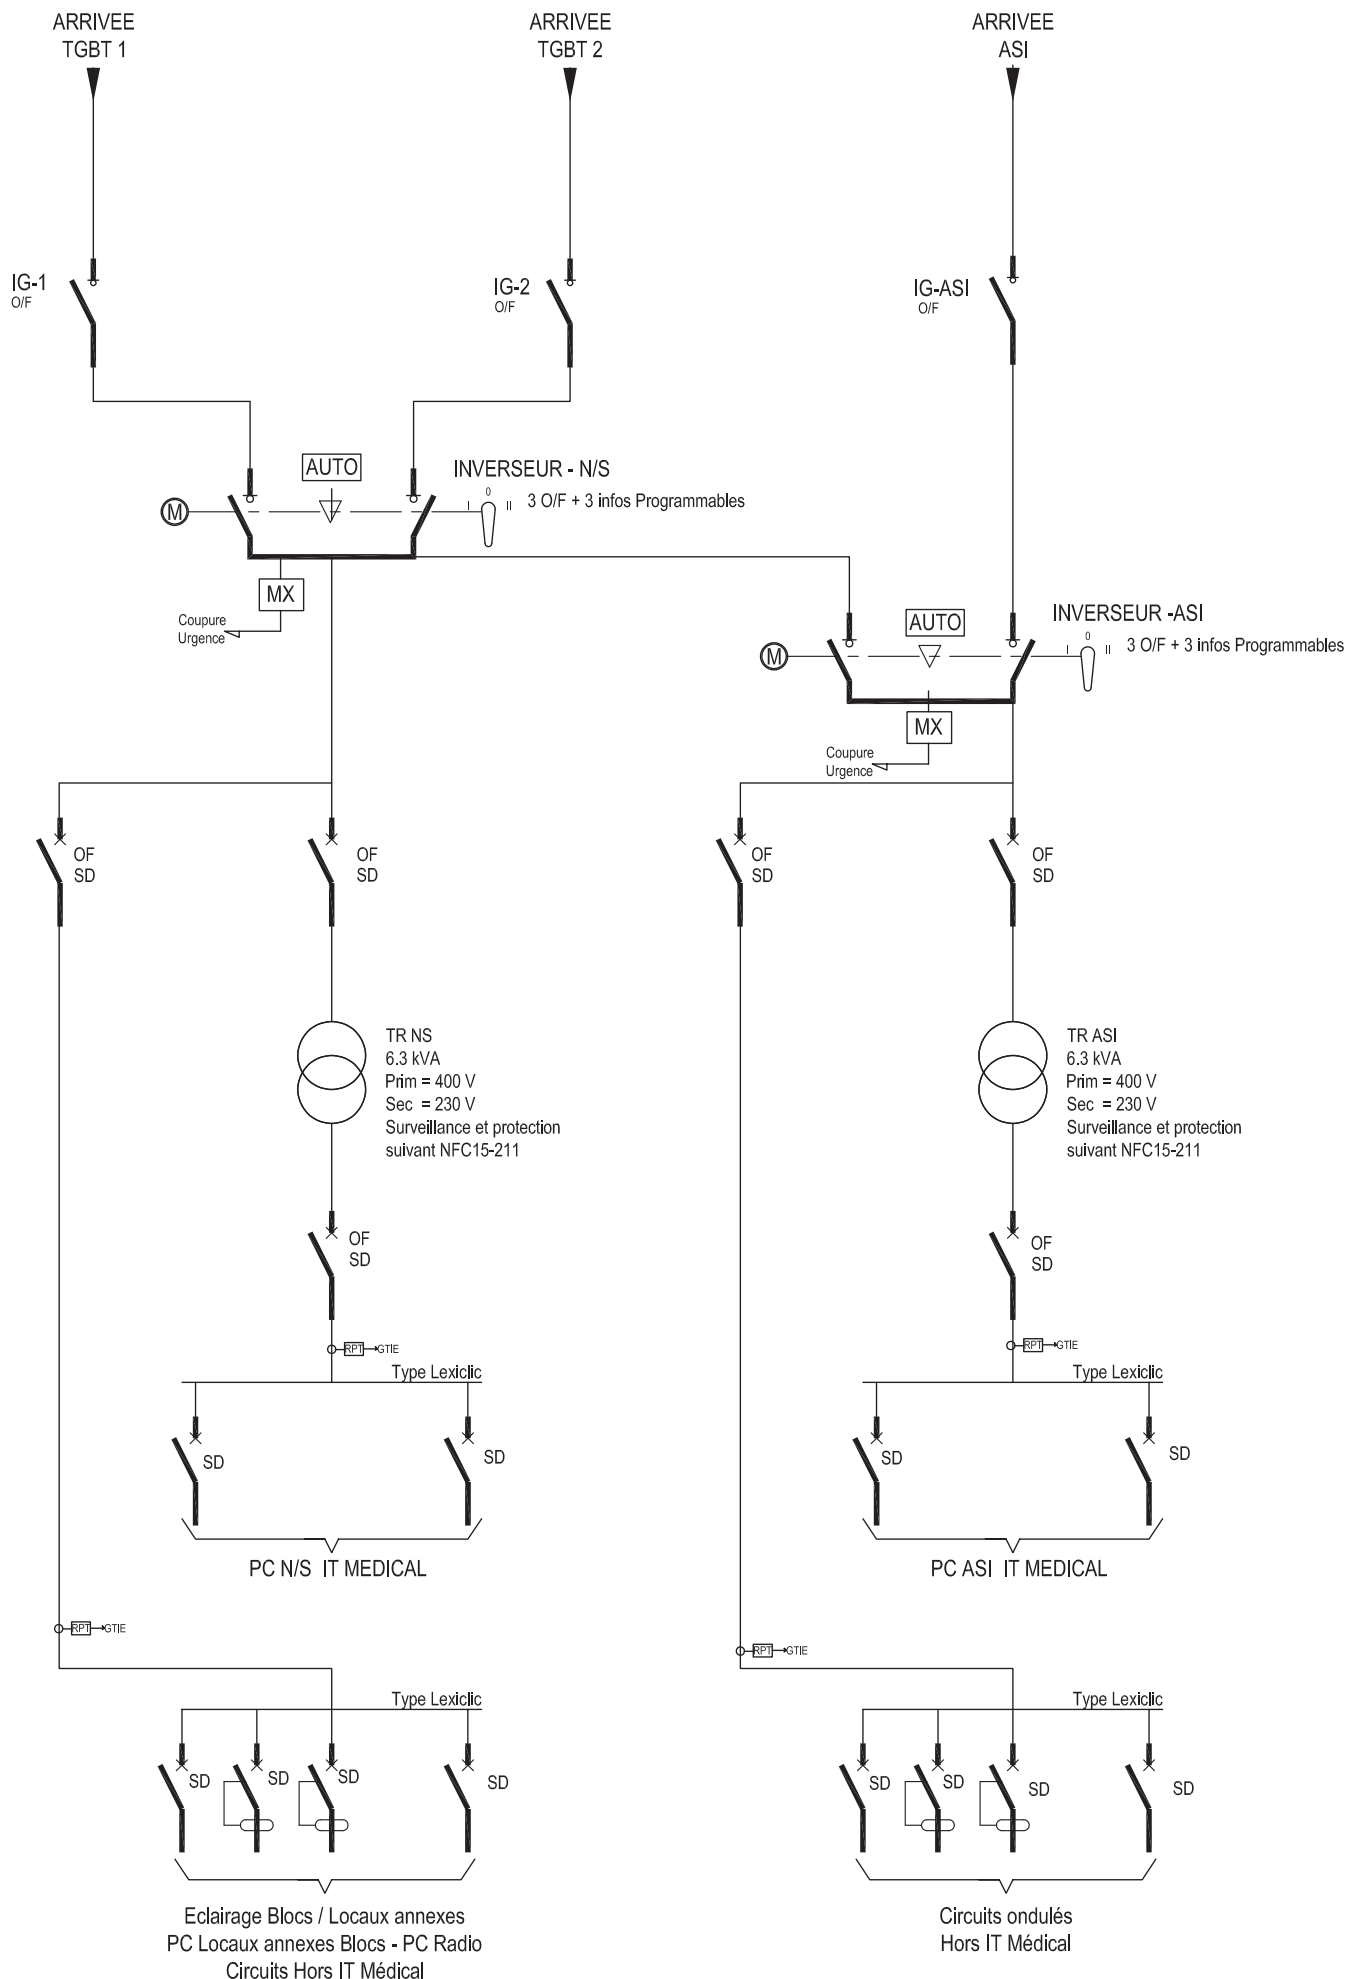 ARRIVEE
TGBT 1
ARRIVEE
TGBT 2
ARRIVEE
ASI
IG-1
O/F
IG-2
O/F
IG-ASI
O/F
AUTO
INVERSEUR - N/S
M
I 0 II
3 O/F + 3 infos Programmables
MX
Coupure
Urgence
AUTO
INVERSEUR -ASI
M
I 0 II
3 O/F + 3 infos Programmables
MX
Coupure
Urgence
OF
SD
OF
SD
OF
SD
OF
SD
TR NS
6.3 kVA
Prim = 400 V
Sec = 230 V
Surveillance et protection
suivant NFC15-211
TR ASI
6.3 kVA
Prim = 400 V
Sec = 230 V
Surveillance et protection
suivant NFC15-211
OF
SD
OF
SD
RPT GTIE
RPT GTIE
Type Lexiclic
Type Lexiclic
SD
SD
SD
SD
PC N/S IT MEDICAL
PC ASI IT MEDICAL
RPT GTIE
RPT GTIE
Type Lexiclic
Type Lexiclic
SD
SD
SD
SD
SD
SD
SD
SD
Eclairage Blocs / Locaux annexes
PC Locaux annexes Blocs - PC Radio
Circuits Hors IT Médical
Circuits ondulés
Hors IT Médical